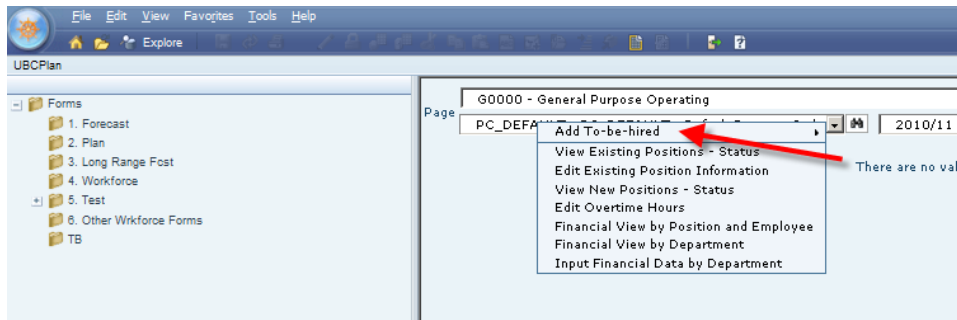 File Edit View Favorites Tools Help
Explore
UBCPlan
Forms
1. Forecast
2. Plan
3. Long Range Fcst
4. Workforce
5. Test
6. Other Wrkforce Forms
TB
Page
G0000 - General Purpose Operating
PC_DEFAULT
2010/11
Add To-be-hired
View Existing Positions - Status
Edit Existing Position Information
View New Positions - Status
Edit Overtime Hours
Financial View by Position and Employee
Financial View by Department
Input Financial Data by Department
There are no val